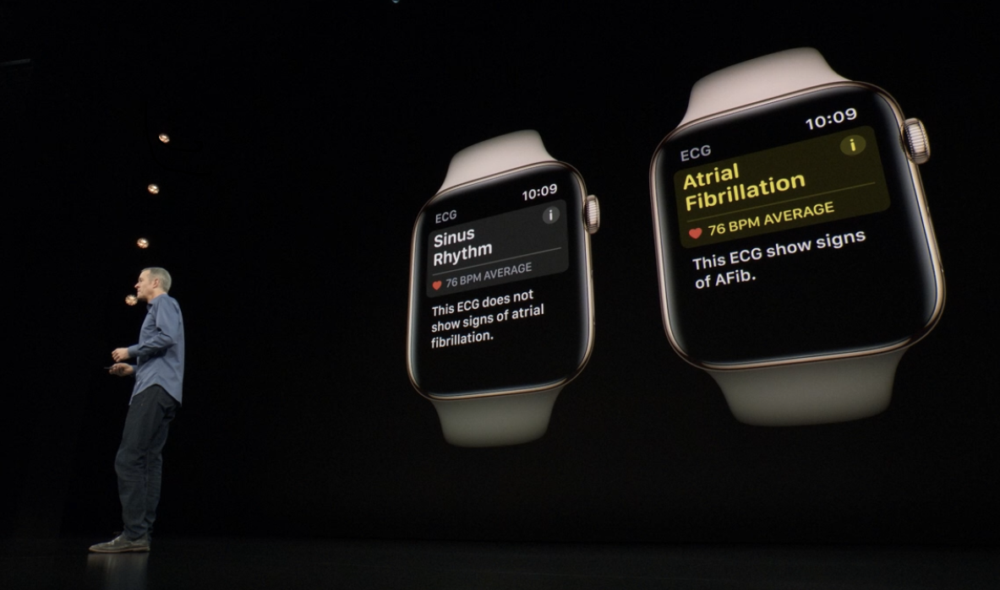 ECG
10:09
Sinus
Rhythm
i
76 BPM AVERAGE
This ECG does not
show signs of atrial
fibrillation.
ECG
10:09
Atrial
Fibrillation
i
76 BPM AVERAGE
This ECG show signs
of AFib.